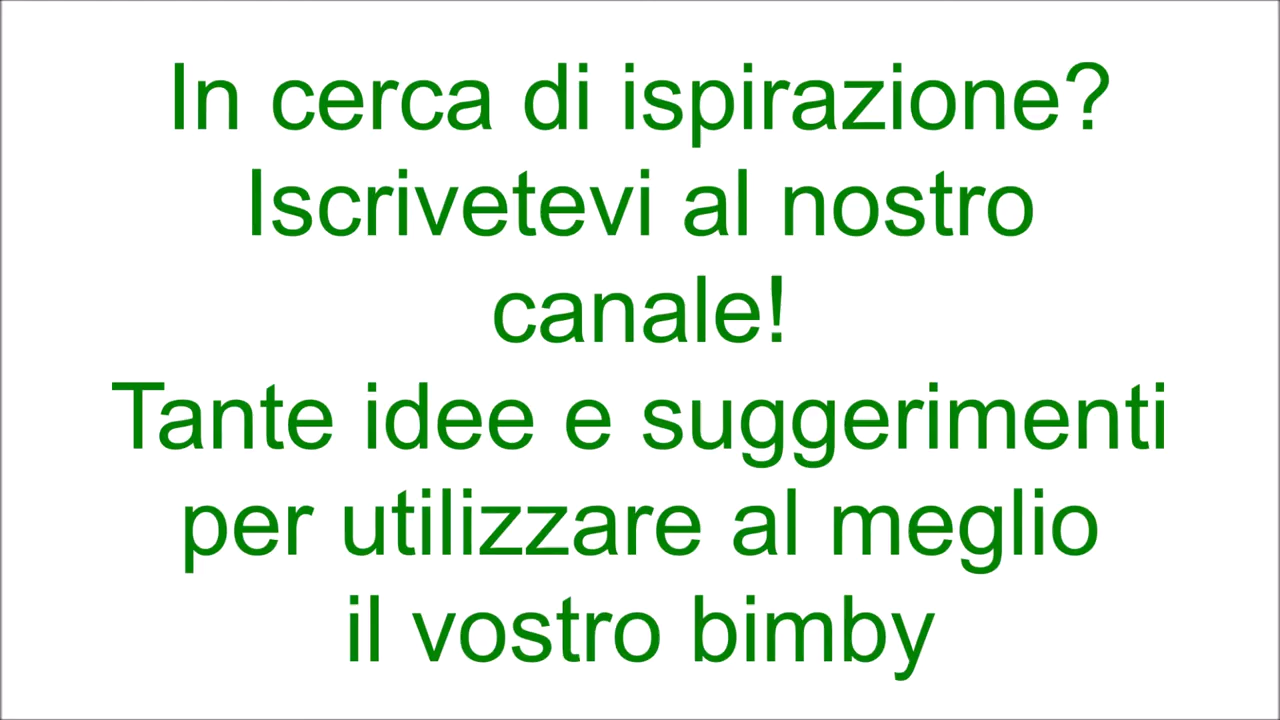 In cerca di ispirazione?
Iscrivetevi al nostro
canale!
Tante idee e suggerimenti
per utilizzare al meglio
il vostro bimby